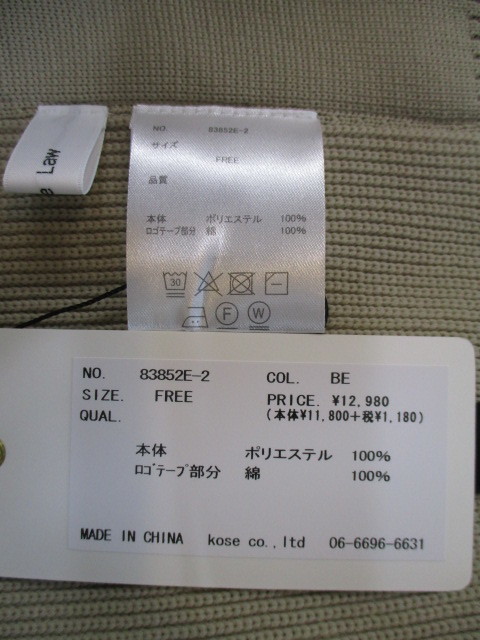 Law
NO. 83852E-2
サイズ
FREE
品質
本体 ポリエステル 100%
ﾛｺﾞﾃｰﾌﾟ部分 綿 100%
30
F W
NO. 83852E-2 COL. BE
SIZE. FREE PRICE. ¥12,980
QUAL. (本体¥11,800+税¥1,180)
本体 ポリエステル 100%
ﾛｺﾞﾃｰﾌﾟ部分 綿 100%
MADE IN CHINA kose co.,ltd 06-6696-6631